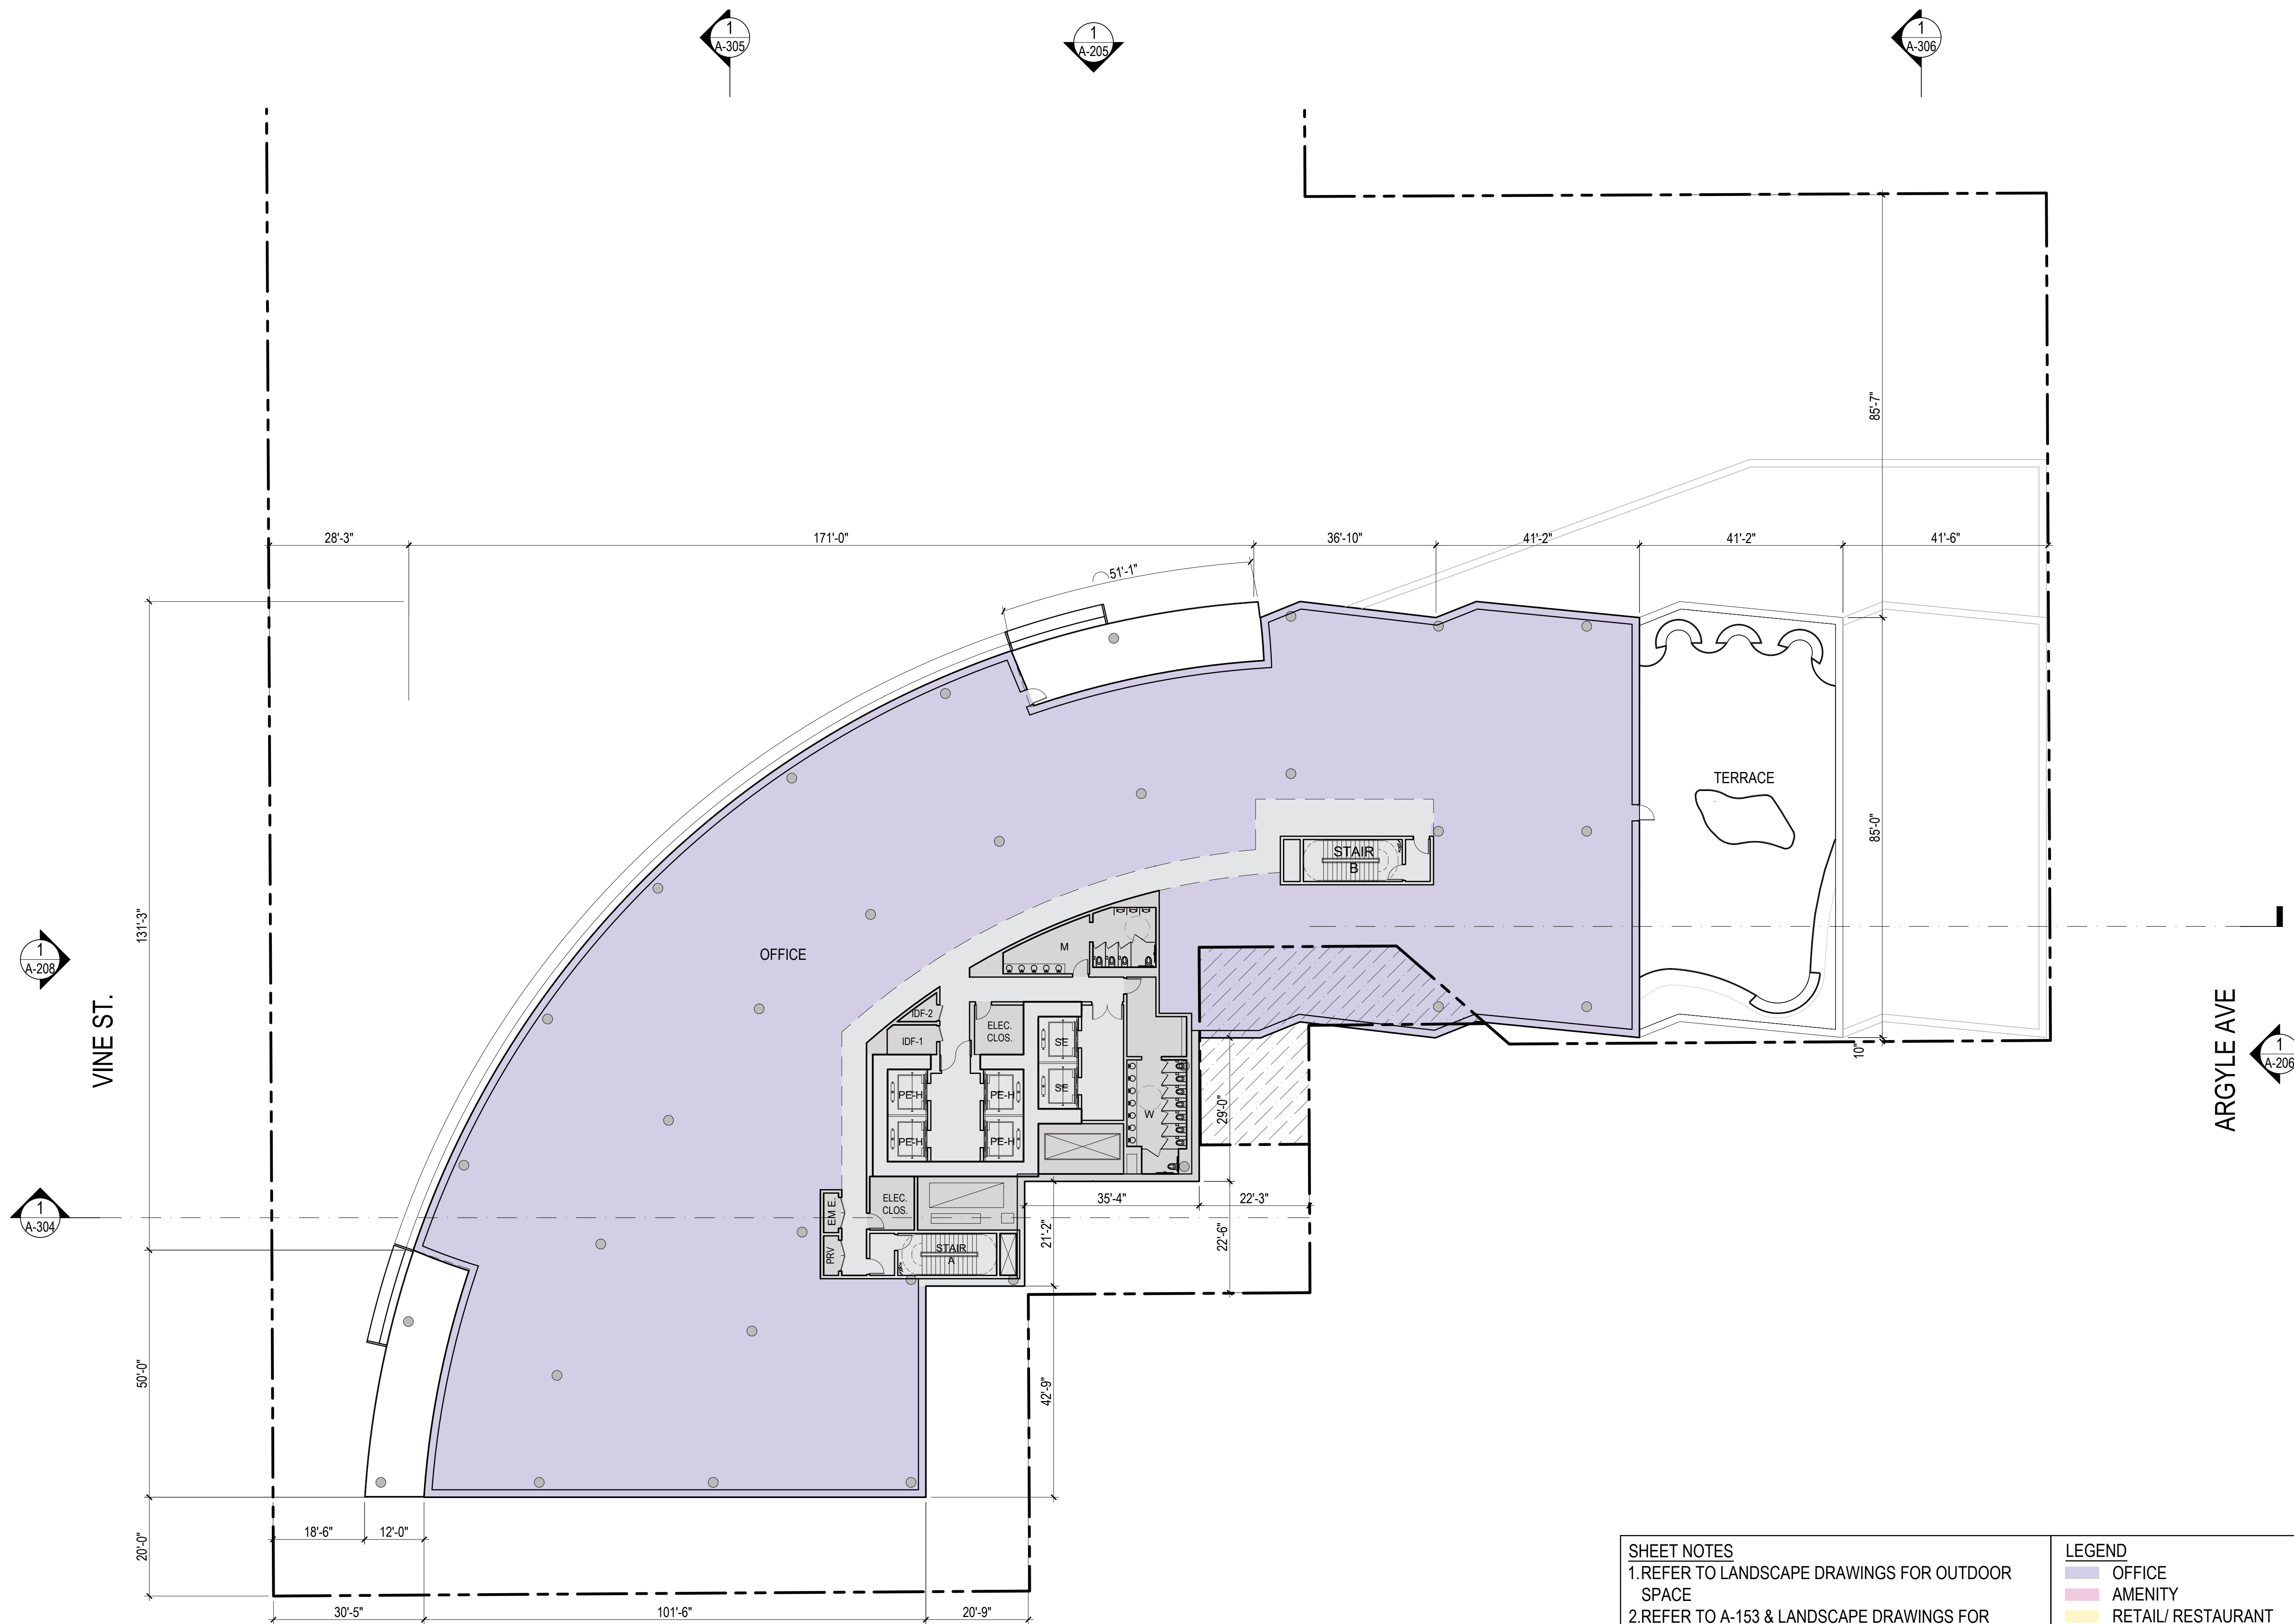 1
A-305
1
A-205
1
A-306
85'-7"
28'-3"
171'-0"
36'-10"
41'-2"
41'-2"
41'-6"
51'-1"
TERRACE
85'-0"
STAIR
B
131'-3"
OFFICE
M
1
A-208
VINE ST.
IDF-2
IDF-1
ELEC.
CLOS.
SE
SE
PE-H
PE-H
PE-H
PE-H
W
29'-0"
10"
ARGYLE AVE
1
A-206
1
A-304
EM E.
ELEC.
CLOS.
35'-4"
22'-3"
21'-2"
22'-6"
PRV
STAIR
A
50'-0"
42'-9"
18'-6"
12'-0"
20'-0"
30'-5"
101'-6"
20'-9"
SHEET NOTES
1.REFER TO LANDSCAPE DRAWINGS FOR OUTDOOR
SPACE
2.REFER TO A-153 & LANDSCAPE DRAWINGS FOR
LEGEND
OFFICE
AMENITY
RETAIL/ RESTAURANT